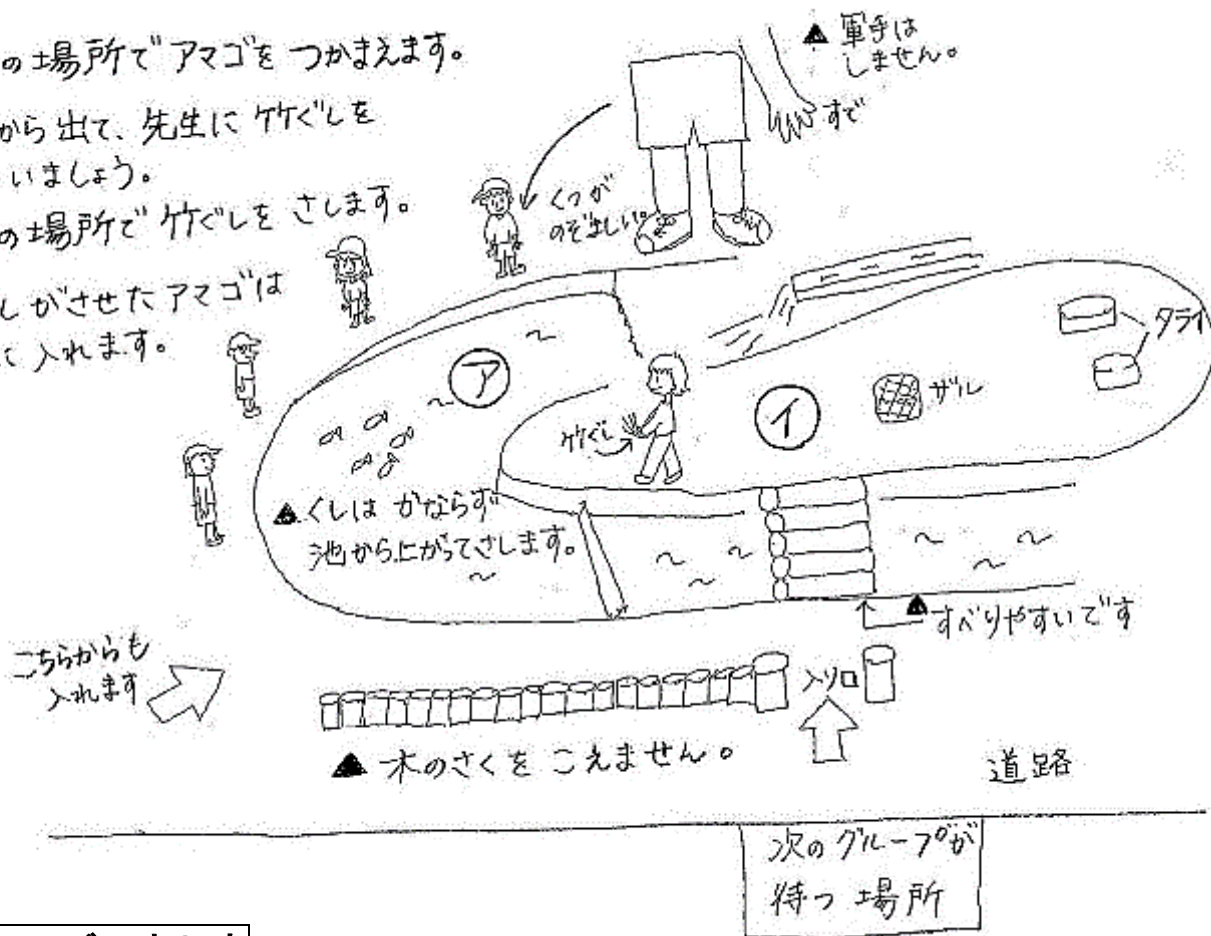 の場所でアマゴをつかまえます。
から出て、先生に竹ぐしを
いましょう。
の場所で竹ぐしをさします。
しがさせたアマゴは
に入れます。
▲軍手は
しません。
すで
くつが
のぞましい。
ア
竹ぐし
イ
ザル
タライ
▲くしはかならず
池から上がってさします。
▲すべりやすいです
こちらからも
入れます
入り口
▲木のさくをこえません。
道路
次のグループが
待つ場所